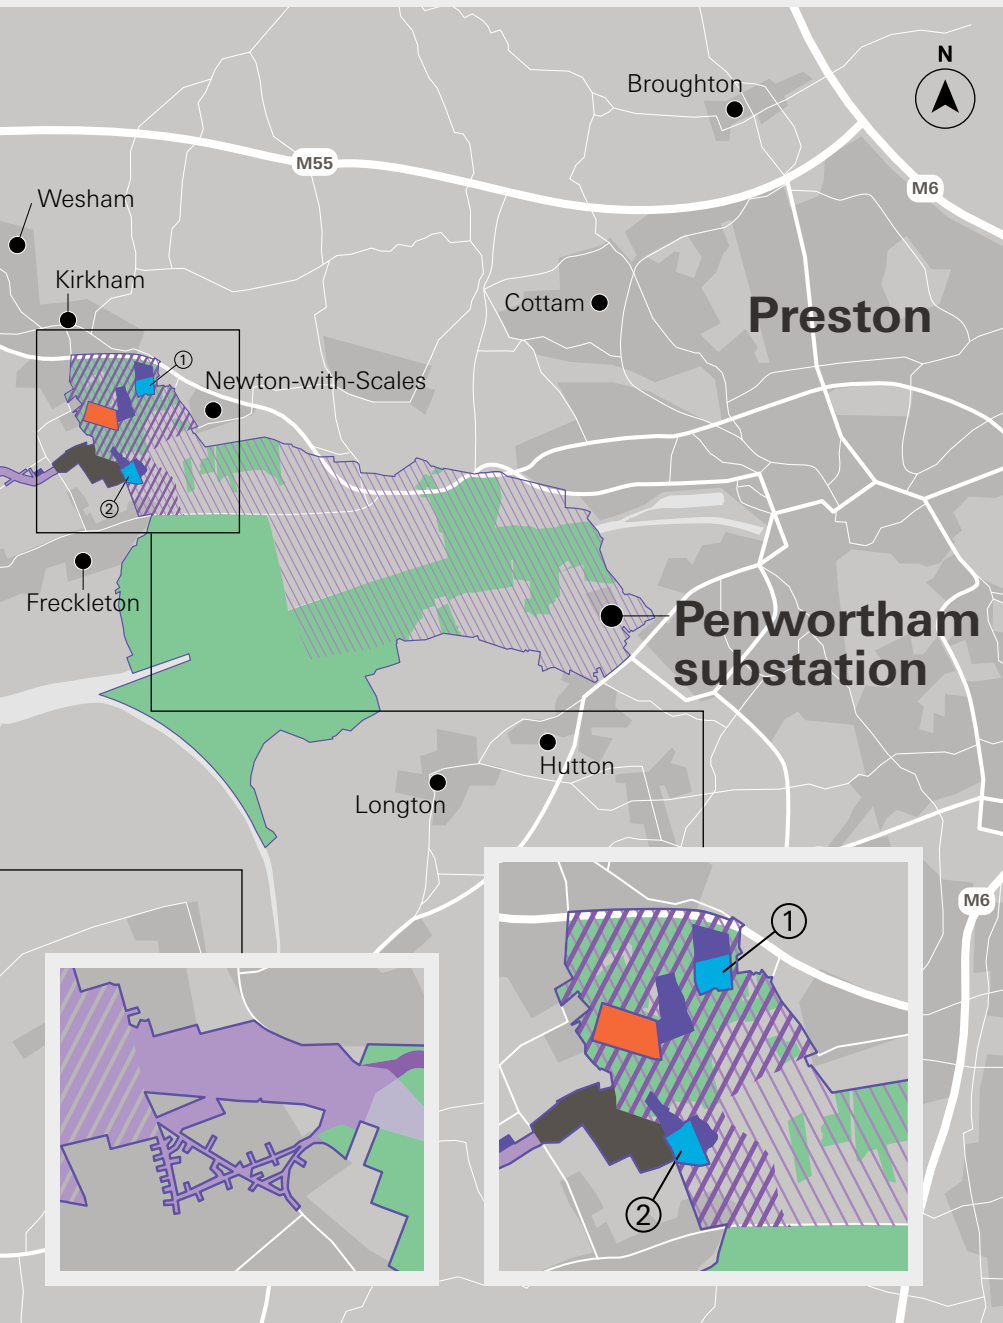 N
Broughton
M55
M6
Wesham
Kirkham
Cottam
Preston
①
Newton-with-Scales
②
Freckleton
Penwortham
substation
Hutton
Longton
M6
①
②